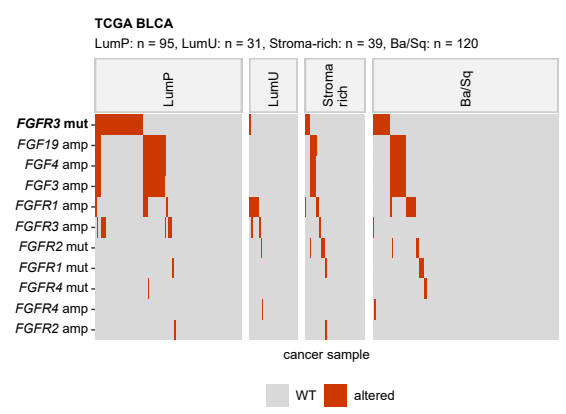 TCGA BLCA
LumP: n = 95, LumU: n = 31, Stroma-rich: n = 39, Ba/Sq: n = 120
LumP
LumU
Stroma
rich
Ba/Sq
FGFR3 mut
FGF19 amp
FGF4 amp
FGF3 amp
FGFR1 amp
FGFR3 amp
FGFR2 mut
FGFR1 mut
FGFR4 mut
FGFR4 amp
FGFR2 amp
cancer sample
WT altered